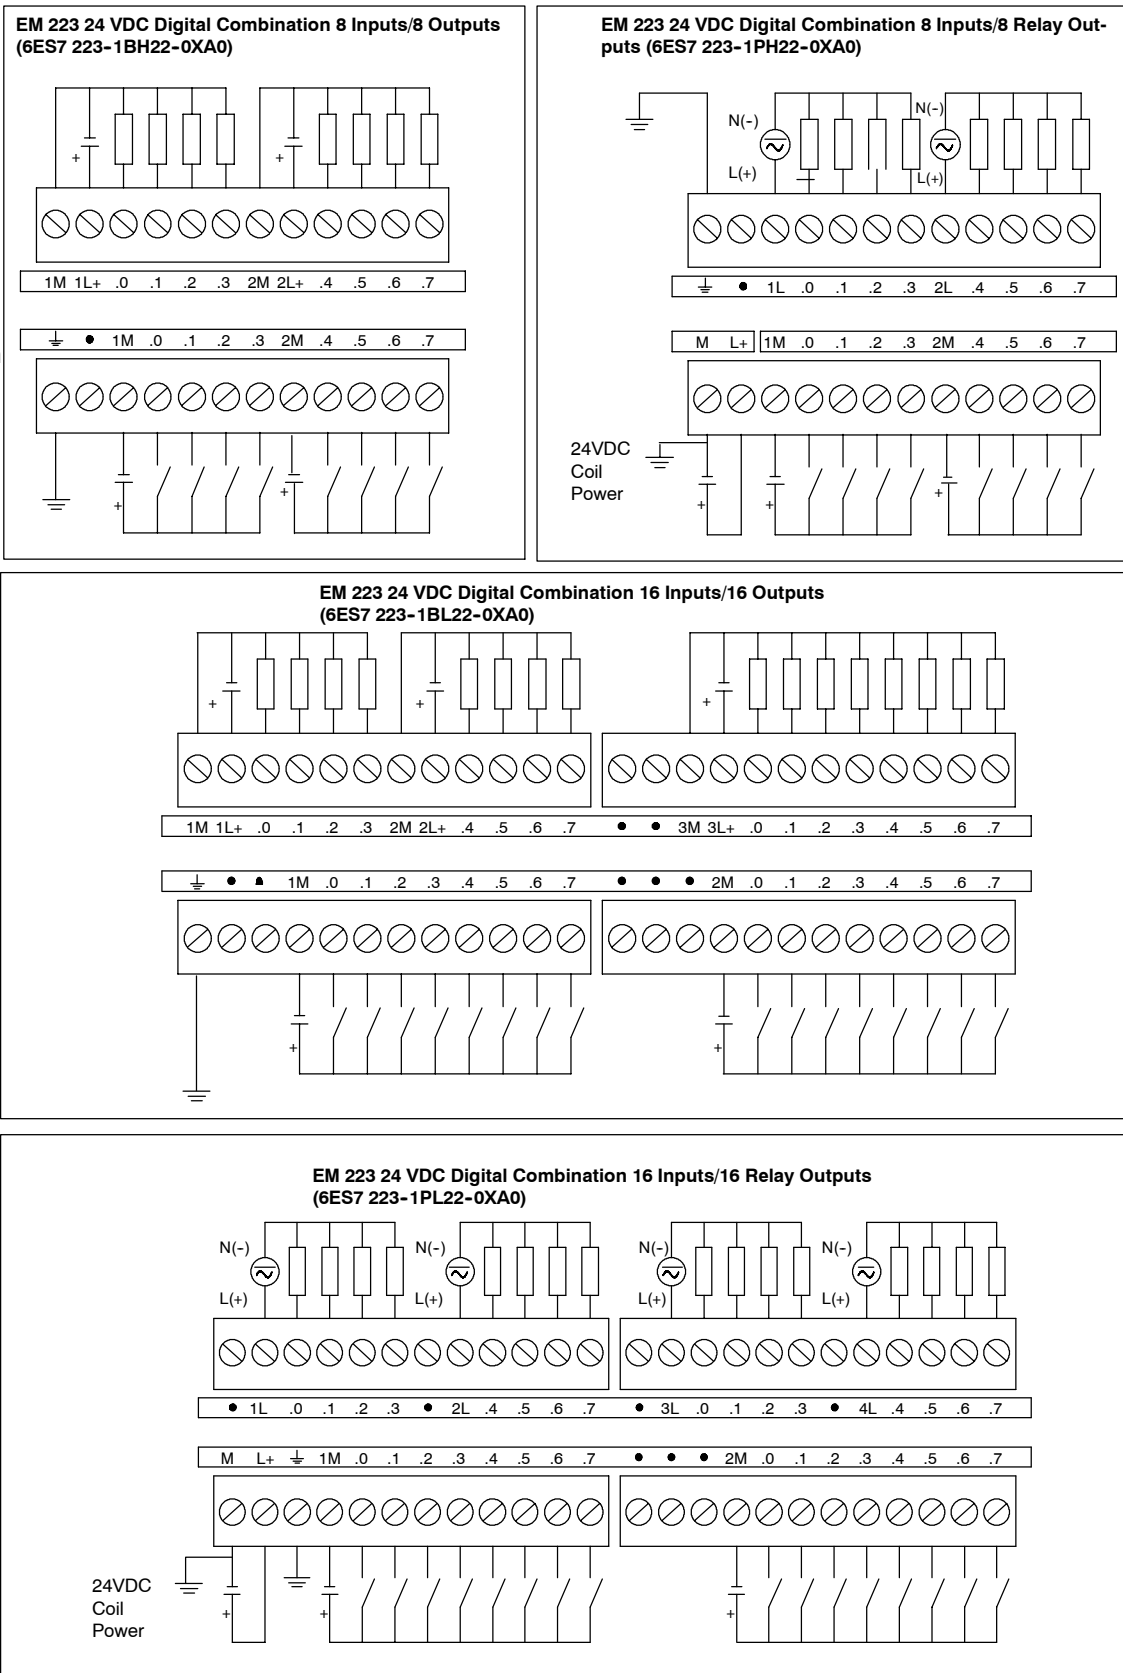 EM 223 24 VDC Digital Combination 8 Inputs/8 Outputs
(6ES7 223-1BH22-0XA0)
+ +
1M 1L+ .0 .1 .2 .3 2M 2L+ .4 .5 .6 .7
● 1M .0 .1 .2 .3 2M .4 .5 .6 .7
+ +
EM 223 24 VDC Digital Combination 8 Inputs/8 Relay Out-
puts (6ES7 223-1PH22-0XA0)
N(-) N(-)
L(+) L(+)
● 1L .0 .1 .2 .3 2L .4 .5 .6 .7
M L+ 1M .0 .1 .2 .3 2M .4 .5 .6 .7
24VDC
Coil
Power
+ + +
EM 223 24 VDC Digital Combination 16 Inputs/16 Outputs
(6ES7 223-1BL22-0XA0)
+ + +
1M 1L+ .0 .1 .2 .3 2M 2L+ .4 .5 .6 .7 ● ● 3M 3L+ .0 .1 .2 .3 .4 .5 .6 .7
● ● 1M .0 .1 .2 .3 .4 .5 .6 .7 ● ● ● 2M .0 .1 .2 .3 .4 .5 .6 .7
+ +
EM 223 24 VDC Digital Combination 16 Inputs/16 Relay Outputs
(6ES7 223-1PL22-0XA0)
N(-) N(-) N(-) N(-)
L(+) L(+) L(+) L(+)
● 1L .0 .1 .2 .3 ● 2L .4 .5 .6 .7 ● 3L .0 .1 .2 .3 ● 4L .4 .5 .6 .7
M L+ 1M .0 .1 .2 .3 .4 .5 .6 .7 ● ● ● 2M .0 .1 .2 .3 .4 .5 .6 .7
24VDC
Coil
Power
+ + +